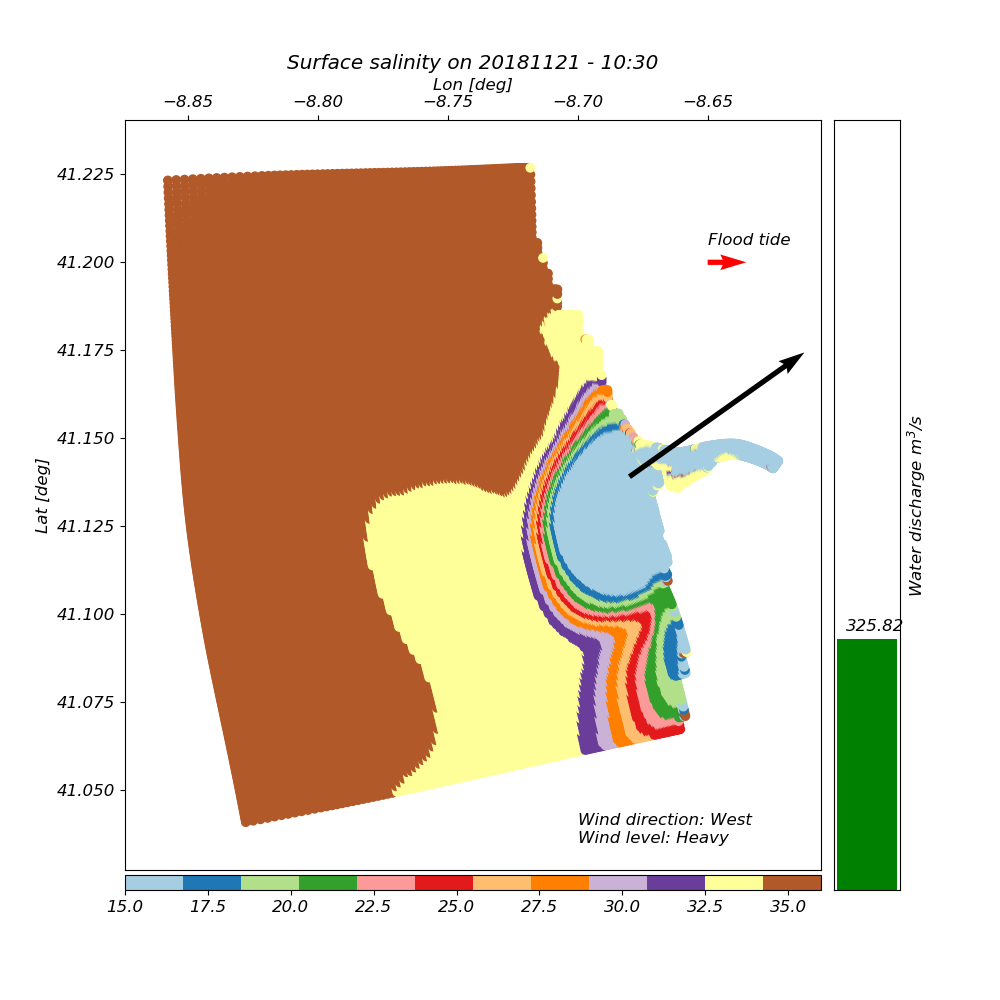 Surface salinity on 20181121 - 10:30
Lon [deg]
−8.85 −8.80 −8.75 −8.70 −8.65
41.225
41.200
41.175
41.150
41.125
41.100
41.075
41.050
Lat [deg]
Flood tide
Wind direction: West
Wind level: Heavy
325.82
Water discharge m³/s
15.0 17.5 20.0 22.5 25.0 27.5 30.0 32.5 35.0